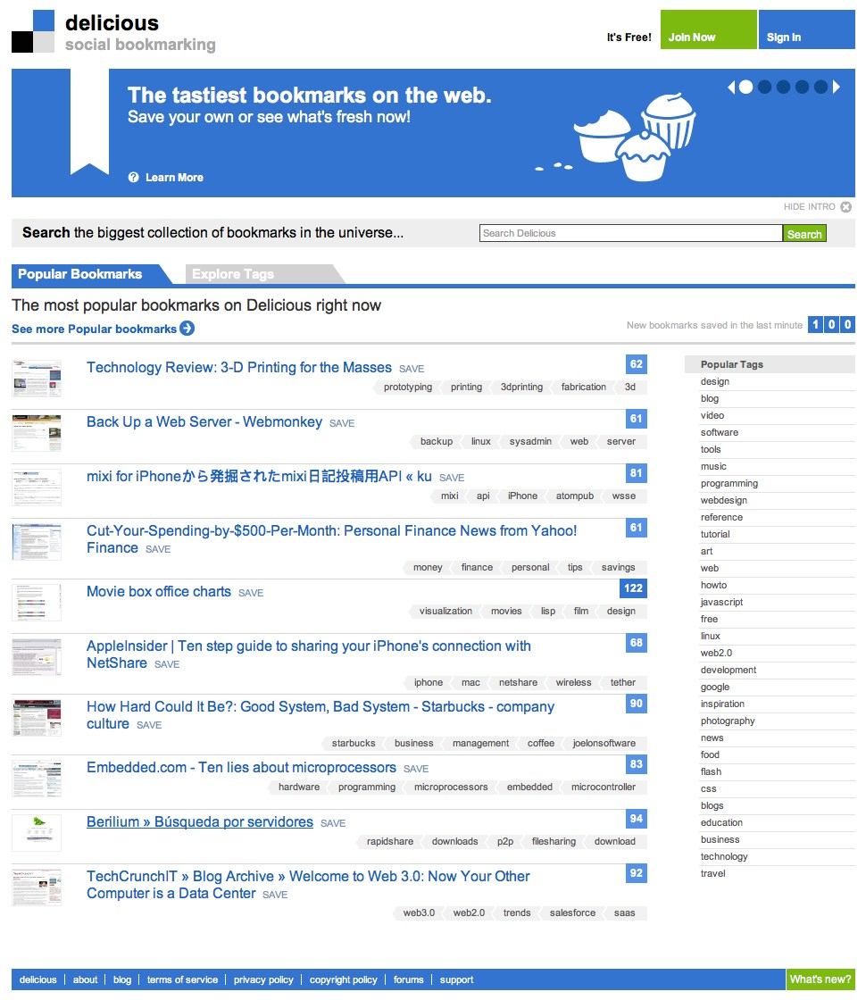 delicious
social bookmarking
It's Free!
Join Now
Sign In
The tastiest bookmarks on the web.
Save your own or see what's fresh now!
Learn More
HIDE INTRO
Search the biggest collection of bookmarks in the universe...
Search Delicious
Search
Popular Bookmarks
Explore Tags
The most popular bookmarks on Delicious right now
See more Popular bookmarks
New bookmarks saved in the last minute 1 0 0
Technology Review: 3-D Printing for the Masses SAVE 62
prototyping printing 3dprinting fabrication 3d
Back Up a Web Server - Webmonkey SAVE 61
backup linux sysadmin web server
mixi for iPhoneから発掘されたmixi日記投稿用API « ku SAVE 81
mixi api iPhone atompub wsse
Cut-Your-Spending-by-$500-Per-Month: Personal Finance News from Yahoo! 61
Finance SAVE
money finance personal tips savings
Movie box office charts SAVE 122
visualization movies lisp film design
AppleInsider | Ten step guide to sharing your iPhone's connection with 68
NetShare SAVE
iphone mac netshare wireless tether
How Hard Could It Be?: Good System, Bad System - Starbucks - company 90
culture SAVE
starbucks business management coffee joelonsoftware
Embedded.com - Ten lies about microprocessors SAVE 83
hardware programming microprocessors embedded microcontroller
Berilium » Búsqueda por servidores SAVE 94
rapidshare downloads p2p filesharing download
TechCrunchIT » Blog Archive » Welcome to Web 3.0: Now Your Other 92
Computer is a Data Center SAVE
web3.0 web2.0 trends salesforce saas
Popular Tags
design
blog
video
software
tools
music
programming
webdesign
reference
tutorial
art
web
howto
javascript
free
linux
web2.0
development
google
inspiration
photography
news
food
flash
css
blogs
education
business
technology
travel
delicious | about | blog | terms of service | privacy policy | copyright policy | forums | support
What's new?